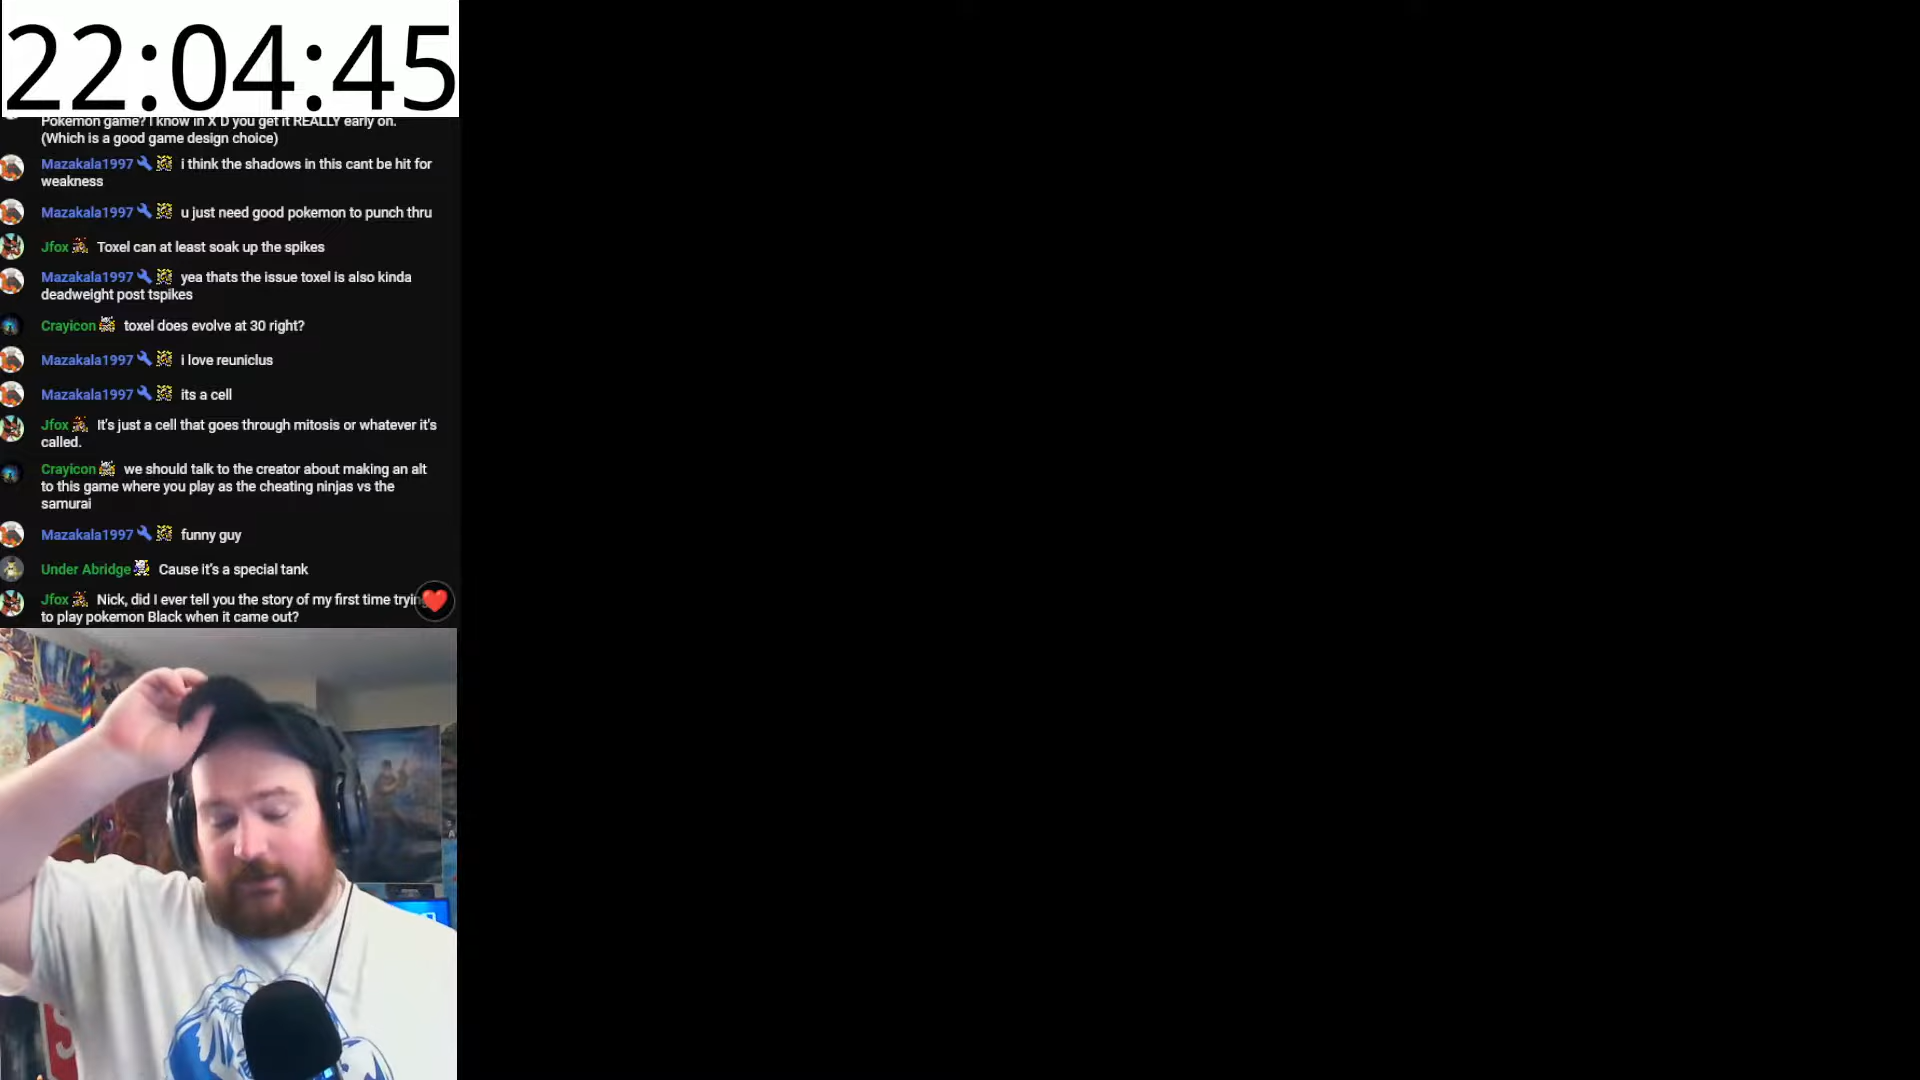 22:04:45
Pokemon game? I know in X D you get it REALLY early on.
(Which is a good game design choice)
Mazakala1997 i think the shadows in this cant be hit for
weakness
Mazakala1997 u just need good pokemon to punch thru
Jfox Toxel can at least soak up the spikes
Mazakala1997 yea thats the issue toxel is also kinda
deadweight post tspikes
Crayicon toxel does evolve at 30 right?
Mazakala1997 i love reuniclus
Mazakala1997 its a cell
Jfox It's just a cell that goes through mitosis or whatever it's
called.
Crayicon we should talk to the creator about making an alt
to this game where you play as the cheating ninjas vs the
samurai
Mazakala1997 funny guy
Under Abridge Cause it's a special tank
Jfox Nick, did I ever tell you the story of my first time trying
to play pokemon Black when it came out?